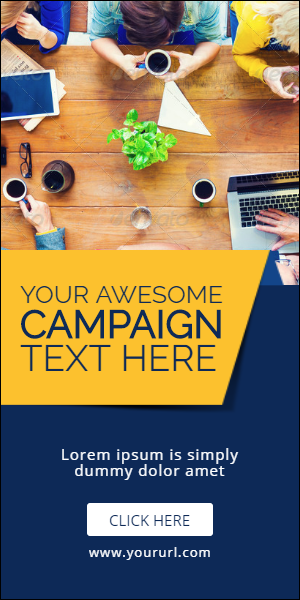 YOUR AWESOME
CAMPAIGN
TEXT HERE
Lorem ipsum is simply
dummy dolor amet
CLICK HERE
www.yoururl.com